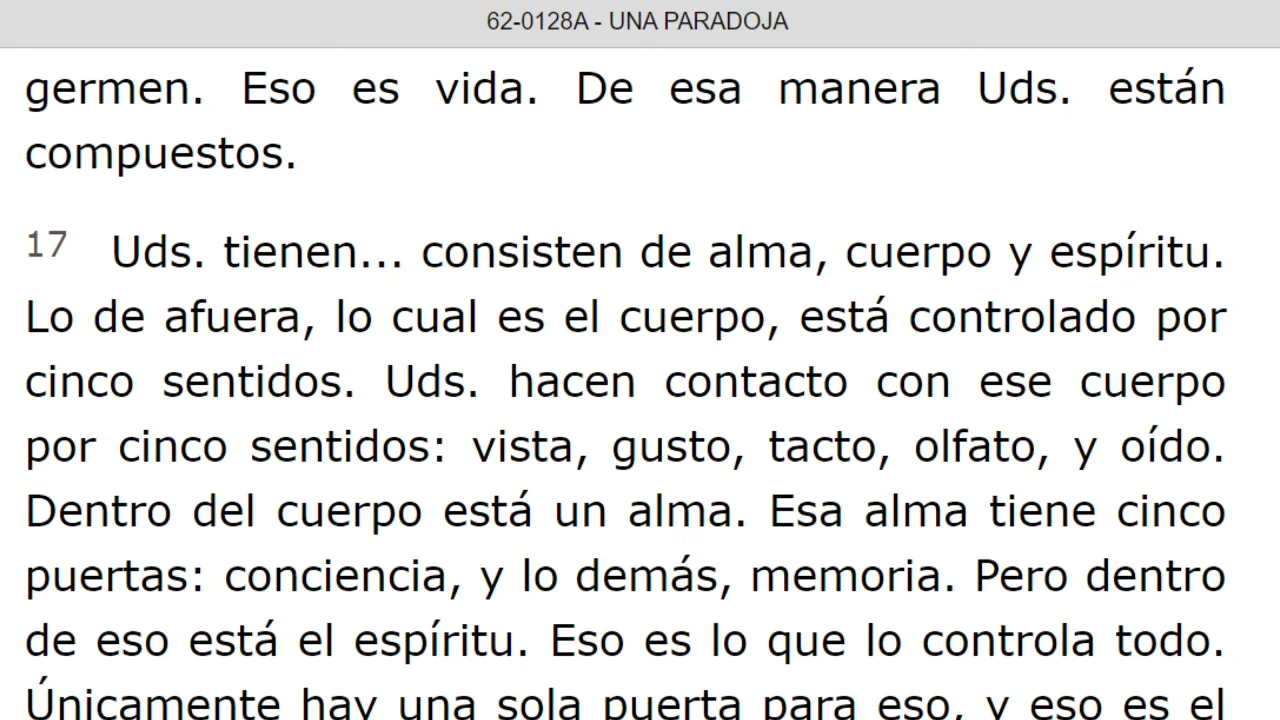 62-0128A - UNA PARADOJA
germen. Eso es vida. De esa manera Uds. están
compuestos.
17 Uds. tienen... consisten de alma, cuerpo y espíritu.
Lo de afuera, lo cual es el cuerpo, está controlado por
cinco sentidos. Uds. hacen contacto con ese cuerpo
por cinco sentidos: vista, gusto, tacto, olfato, y oído.
Dentro del cuerpo está un alma. Esa alma tiene cinco
puertas: conciencia, y lo demás, memoria. Pero dentro
de eso está el espíritu. Eso es lo que lo controla todo.
Únicamente hay una sola puerta para eso, y eso es el